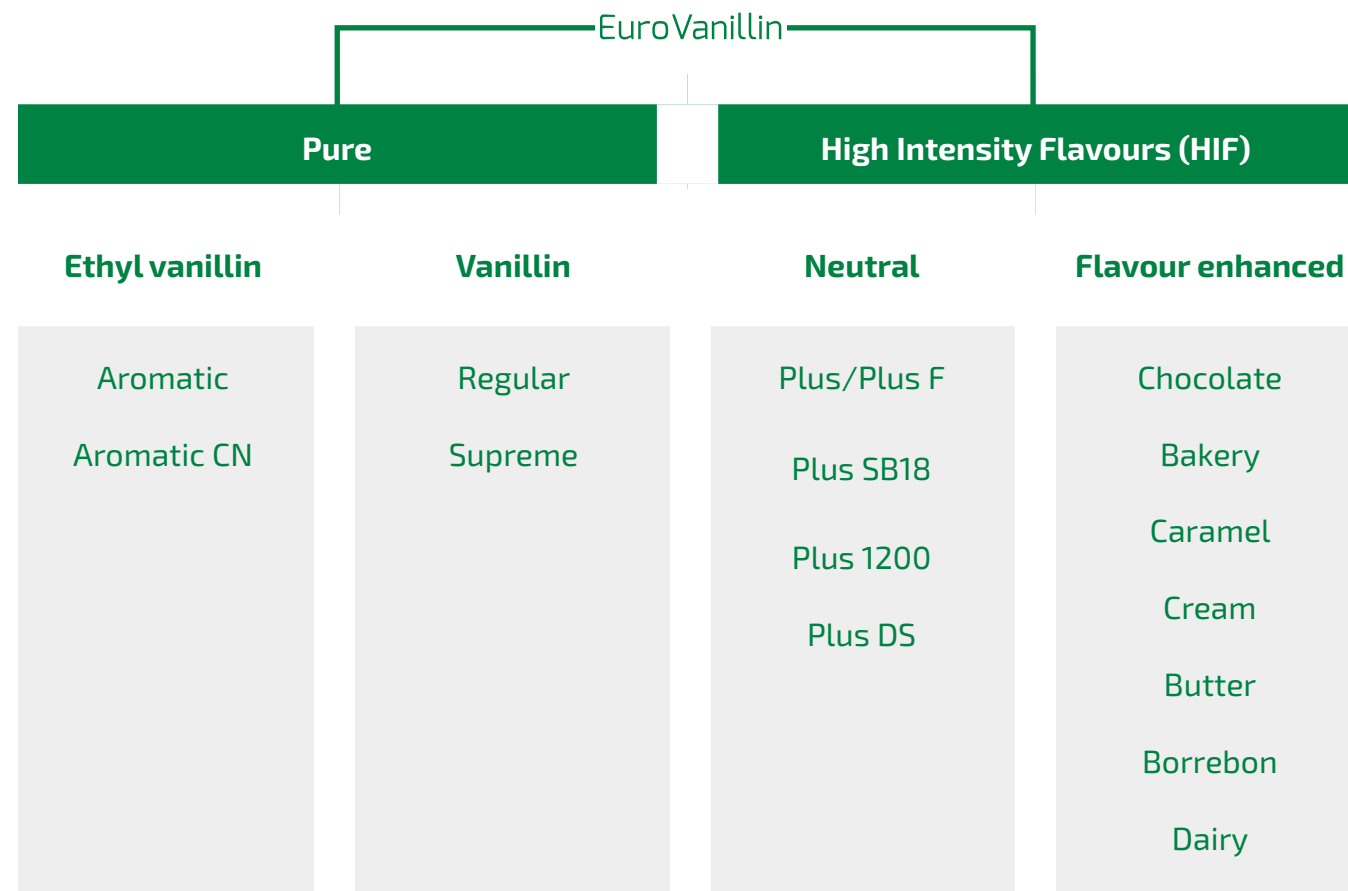 EuroVanillin
Pure
High Intensity Flavours (HIF)
Ethyl vanillin
Aromatic
Aromatic CN
Vanillin
Regular
Supreme
Neutral
Plus/Plus F
Plus SB18
Plus 1200
Plus DS
Flavour enhanced
Chocolate
Bakery
Caramel
Cream
Butter
Borrebon
Dairy